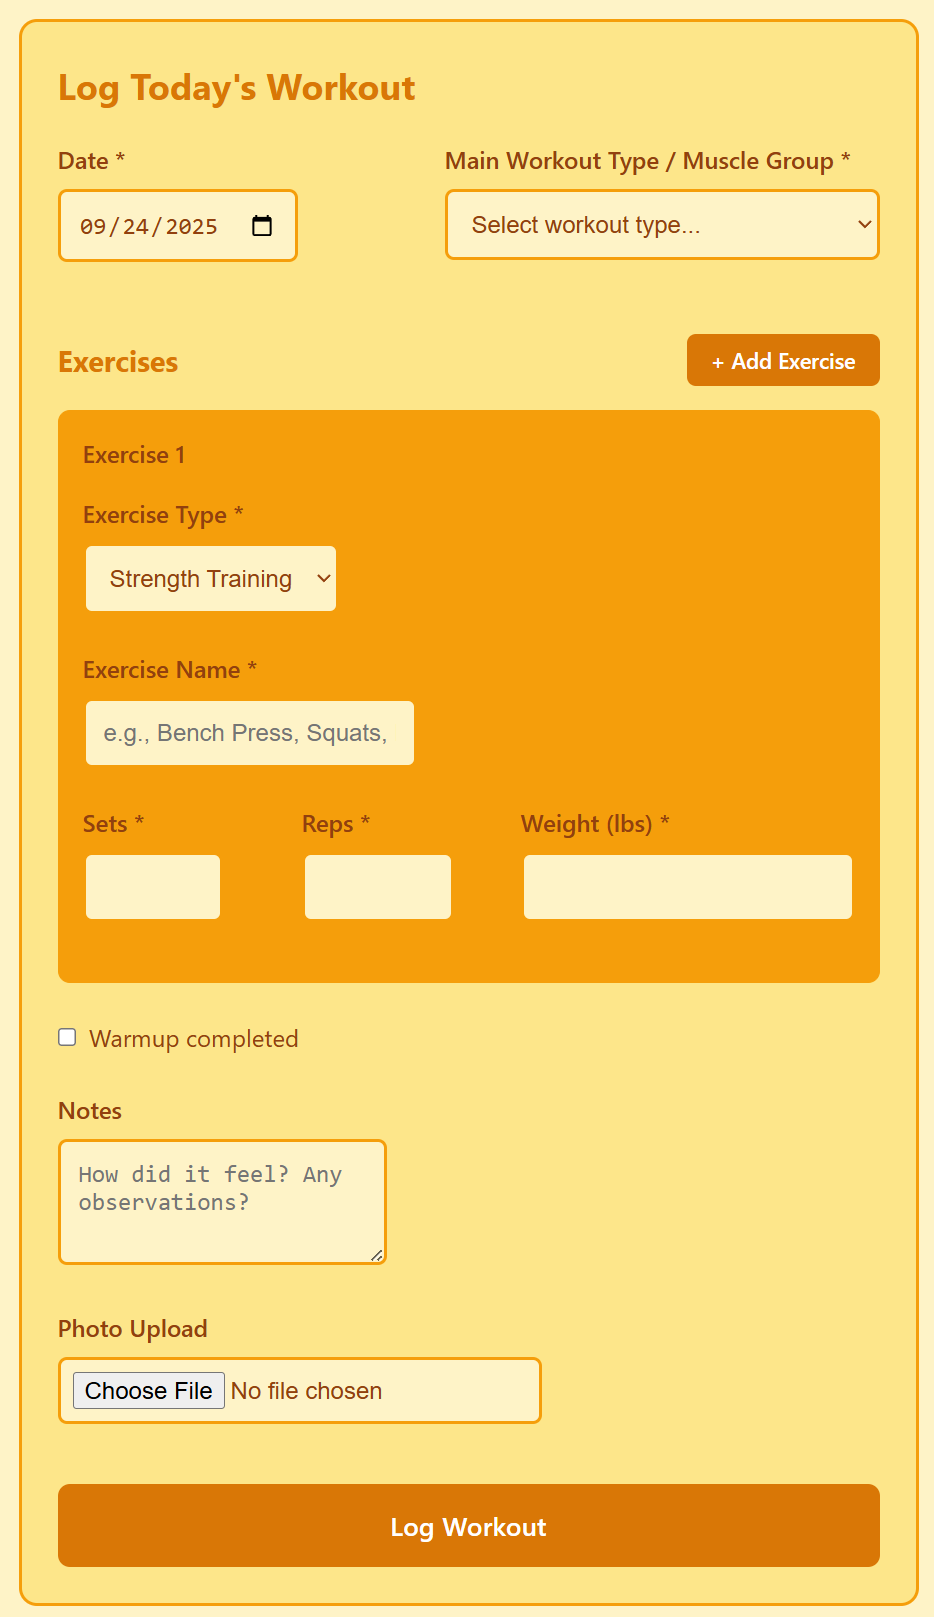 Log Today's Workout
Date *
Main Workout Type / Muscle Group *
09/24/2025
Select workout type...
Exercises
+ Add Exercise
Exercise 1
Exercise Type *
Strength Training
Exercise Name *
e.g., Bench Press, Squats,
Sets *
Reps *
Weight (lbs) *
Warmup completed
Notes
How did it feel? Any
observations?
Photo Upload
Choose File No file chosen
Log Workout